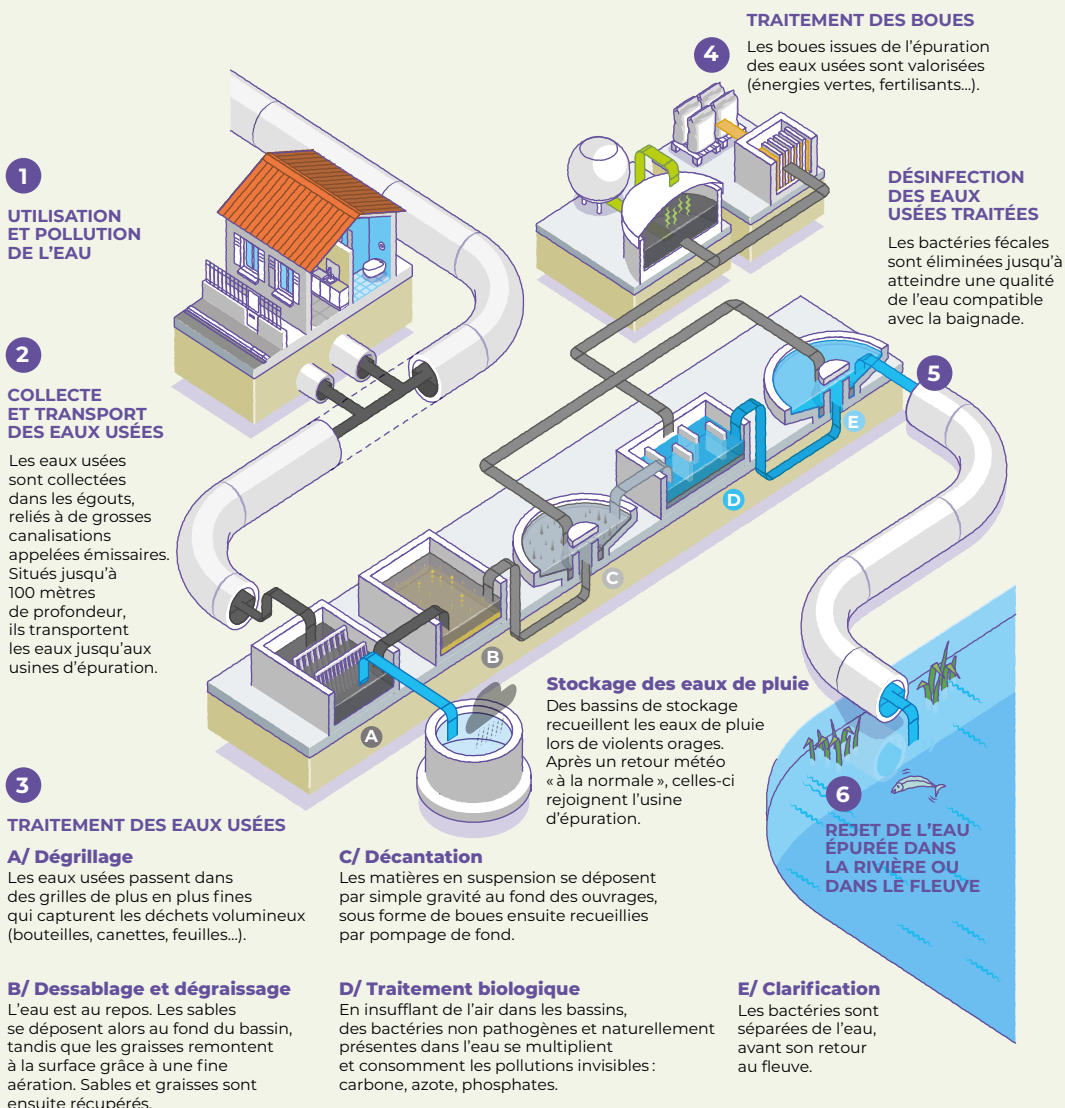 1
UTILISATION
ET POLLUTION
DE L’EAU
2
COLLECTE
ET TRANSPORT
DES EAUX USÉES
Les eaux usées
sont collectées
dans les égouts,
reliés à de grosses
canalisations
appelées émissaires.
Situés jusqu’à
100 mètres
de profondeur,
ils transportent
les eaux jusqu’aux
usines d’épuration.
3
TRAITEMENT DES EAUX USÉES
A/ Dégrillage
Les eaux usées passent dans
des grilles de plus en plus fines
qui capturent les déchets volumineux
(bouteilles, canettes, feuilles…).
B/ Dessablage et dégraissage
L’eau est au repos. Les sables
se déposent alors au fond du bassin,
tandis que les graisses remontent
à la surface grâce à une fine
aération. Sables et graisses sont
ensuite récupérés.
C/ Décantation
Les matières en suspension se déposent
par simple gravité au fond des ouvrages,
sous forme de boues ensuite recueillies
par pompage de fond.
D/ Traitement biologique
En insufflant de l’air dans les bassins,
des bactéries non pathogènes et naturellement
présentes dans l’eau se multiplient
et consomment les pollutions invisibles :
carbone, azote, phosphates.
E/ Clarification
Les bactéries sont
séparées de l’eau,
avant son retour
au fleuve.
A
B
C
D
E
Stockage des eaux de pluie
Des bassins de stockage
recueillent les eaux de pluie
lors de violents orages.
Après un retour météo
« à la normale », celles-ci
rejoignent l’usine
d’épuration.
4
TRAITEMENT DES BOUES
Les boues issues de l’épuration
des eaux usées sont valorisées
(énergies vertes, fertilisants…).
5
DÉSINFECTION
DES EAUX
USÉES TRAITÉES
Les bactéries fécales
sont éliminées jusqu’à
atteindre une qualité
de l’eau compatible
avec la baignade.
6
REJET DE L’EAU
ÉPURÉE DANS
LA RIVIÈRE OU
DANS LE FLEUVE